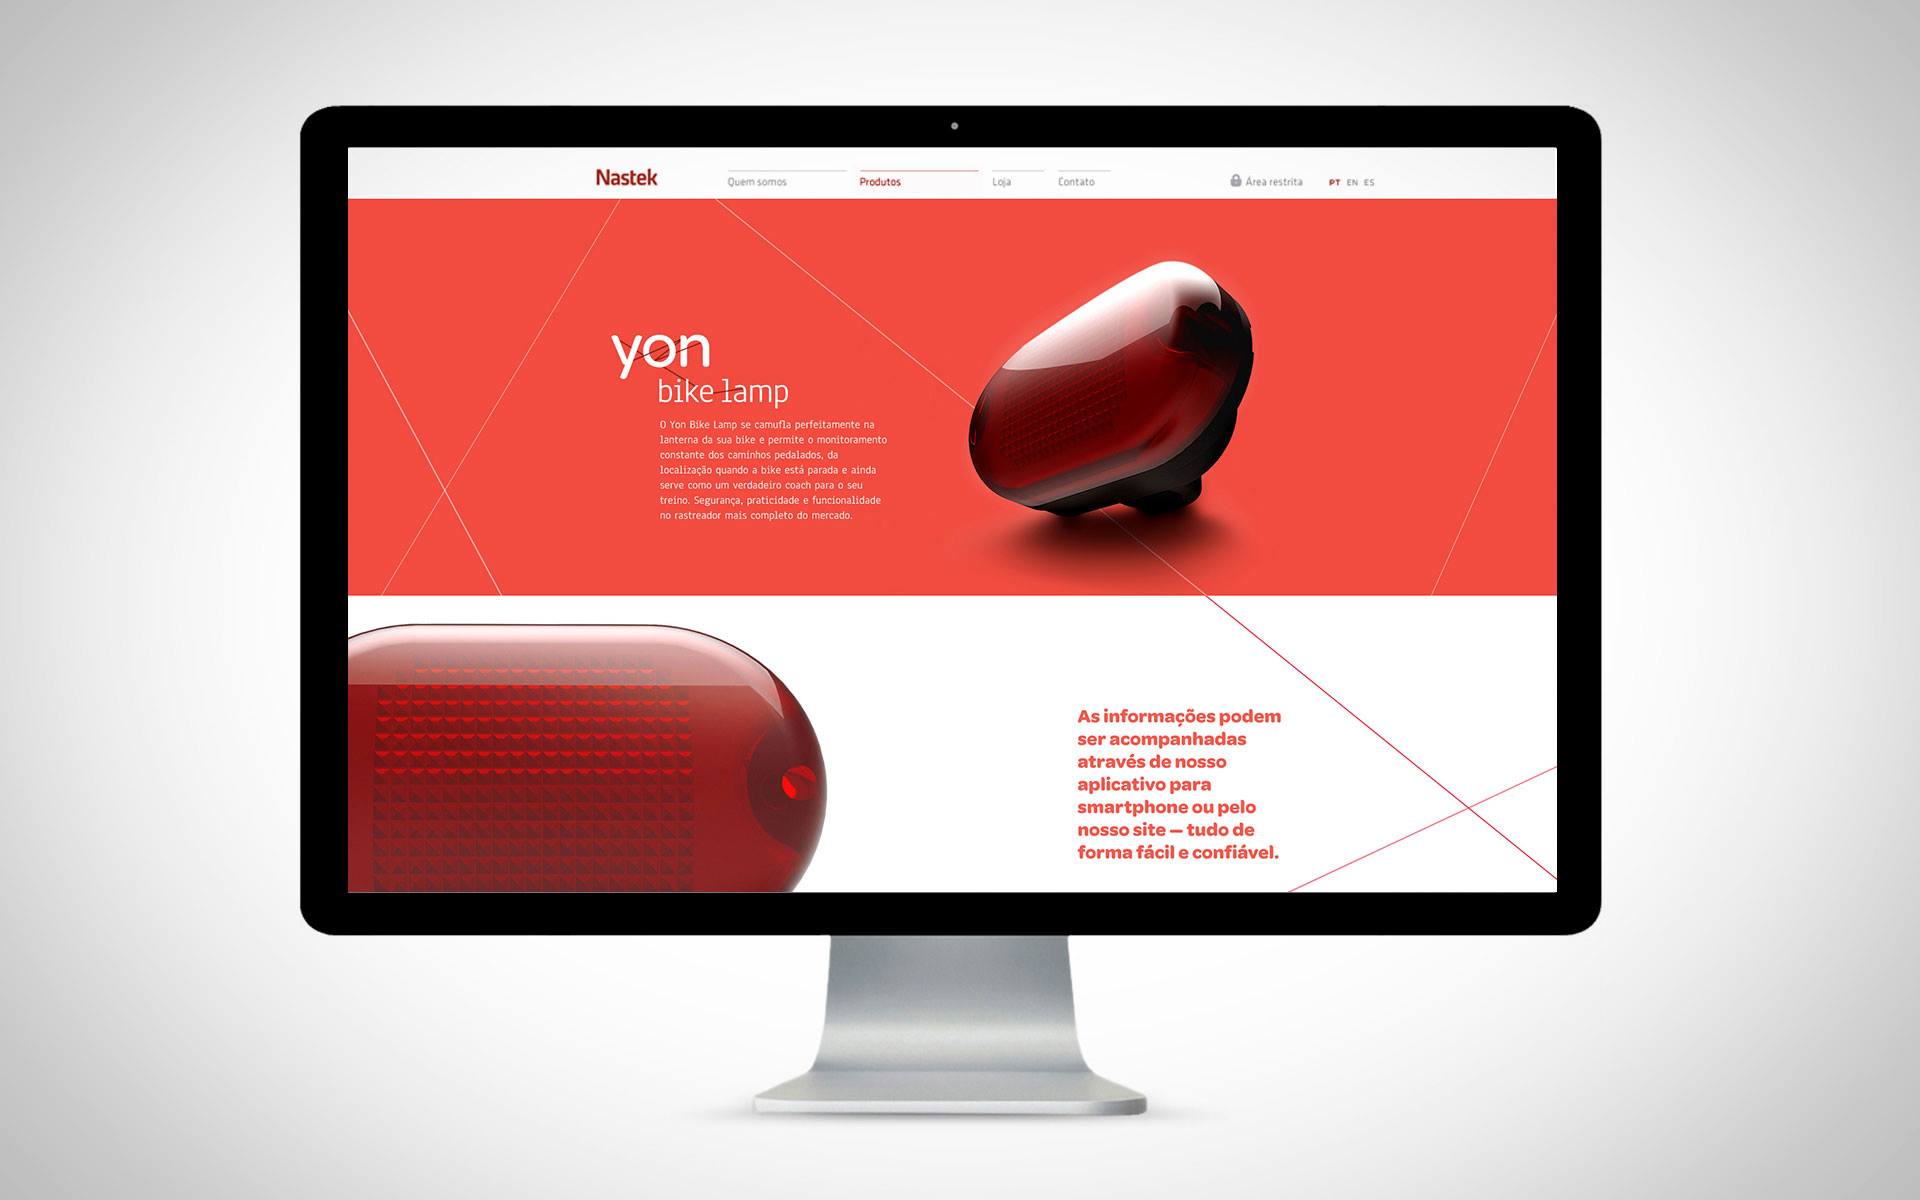 Nastek
Quem somos
Produtos
Loja
Contato
Área restrita
PT EN ES
yon
bike lamp
O Yon Bike Lamp se camufla perfeitamente na
lanterna da sua bike e permite o monitoramento
constante dos caminhos pedalados, da
localização quando a bike está parada e ainda
serve como um verdadeiro coach para o seu
treino. Segurança, praticidade e funcionalidade
no rastreador mais completo do mercado.
As informações podem
ser acompanhadas
através de nosso
aplicativo para
smartphone ou pelo
nosso site — tudo de
forma fácil e confiável.